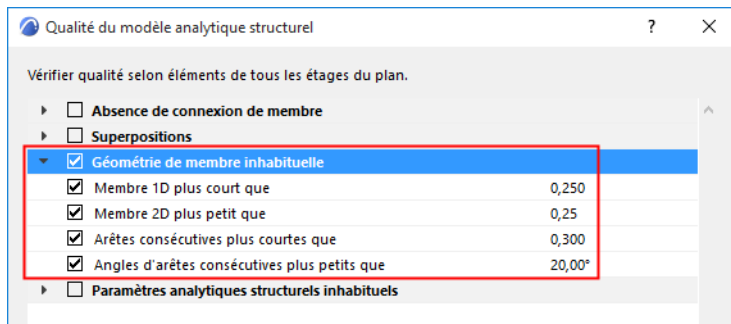 Qualité du modèle analytique structurel ?
Vérifier qualité selon éléments de tous les étages du plan.
Absence de connexion de membre
Superpositions
Géométrie de membre inhabituelle
Membre 1D plus court que 0,250
Membre 2D plus petit que 0,25
Arêtes consécutives plus courtes que 0,300
Angles d'arêtes consécutives plus petits que 20,00°
Paramètres analytiques structurels inhabituels